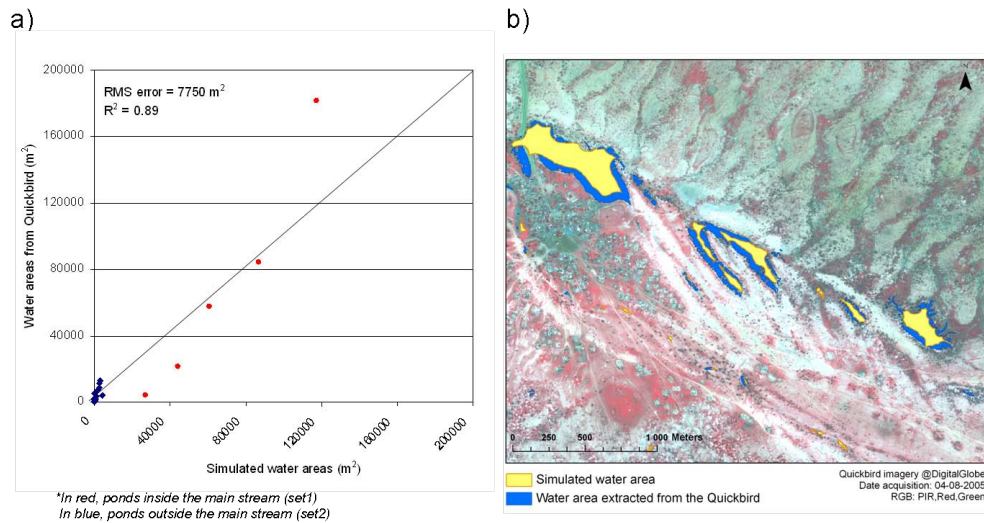 a)
b)
RMS error = 7750 m²
R² = 0.89
Water areas from Quickbird (m²)
200000
160000
120000
80000
40000
0
0
40000
80000
120000
160000
200000
Simulated water areas (m²)
*In red, ponds inside the main stream (set1)
In blue, ponds outside the main stream (set2)
0 250 500 1 000 Meters
Simulated water area
Water area extracted from the Quickbird
Quickbird imagery @DigitalGlobe
Date acquisition: 04-08-2005
RGB: PIR,Red,Green